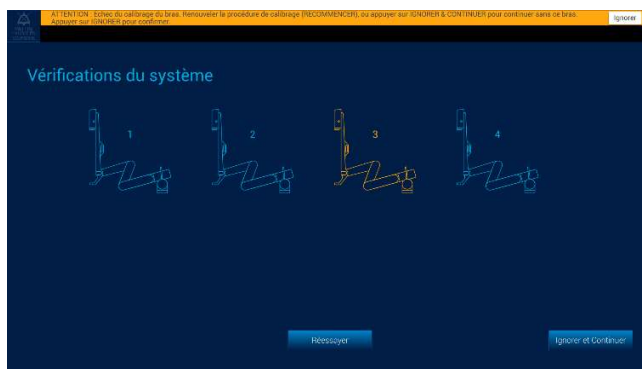 ATTENTION : Echec du calibrage du bras. Renouveler la procédure de calibrage (RECOMMENCER), ou appuyer sur IGNORER & CONTINUER pour continuer sans ce bras.
Appuyer sur IGNORER pour confirmer.
Ignorer
Vérifications du système
1
2
3
4
Réessayer
Ignorer et Continuer